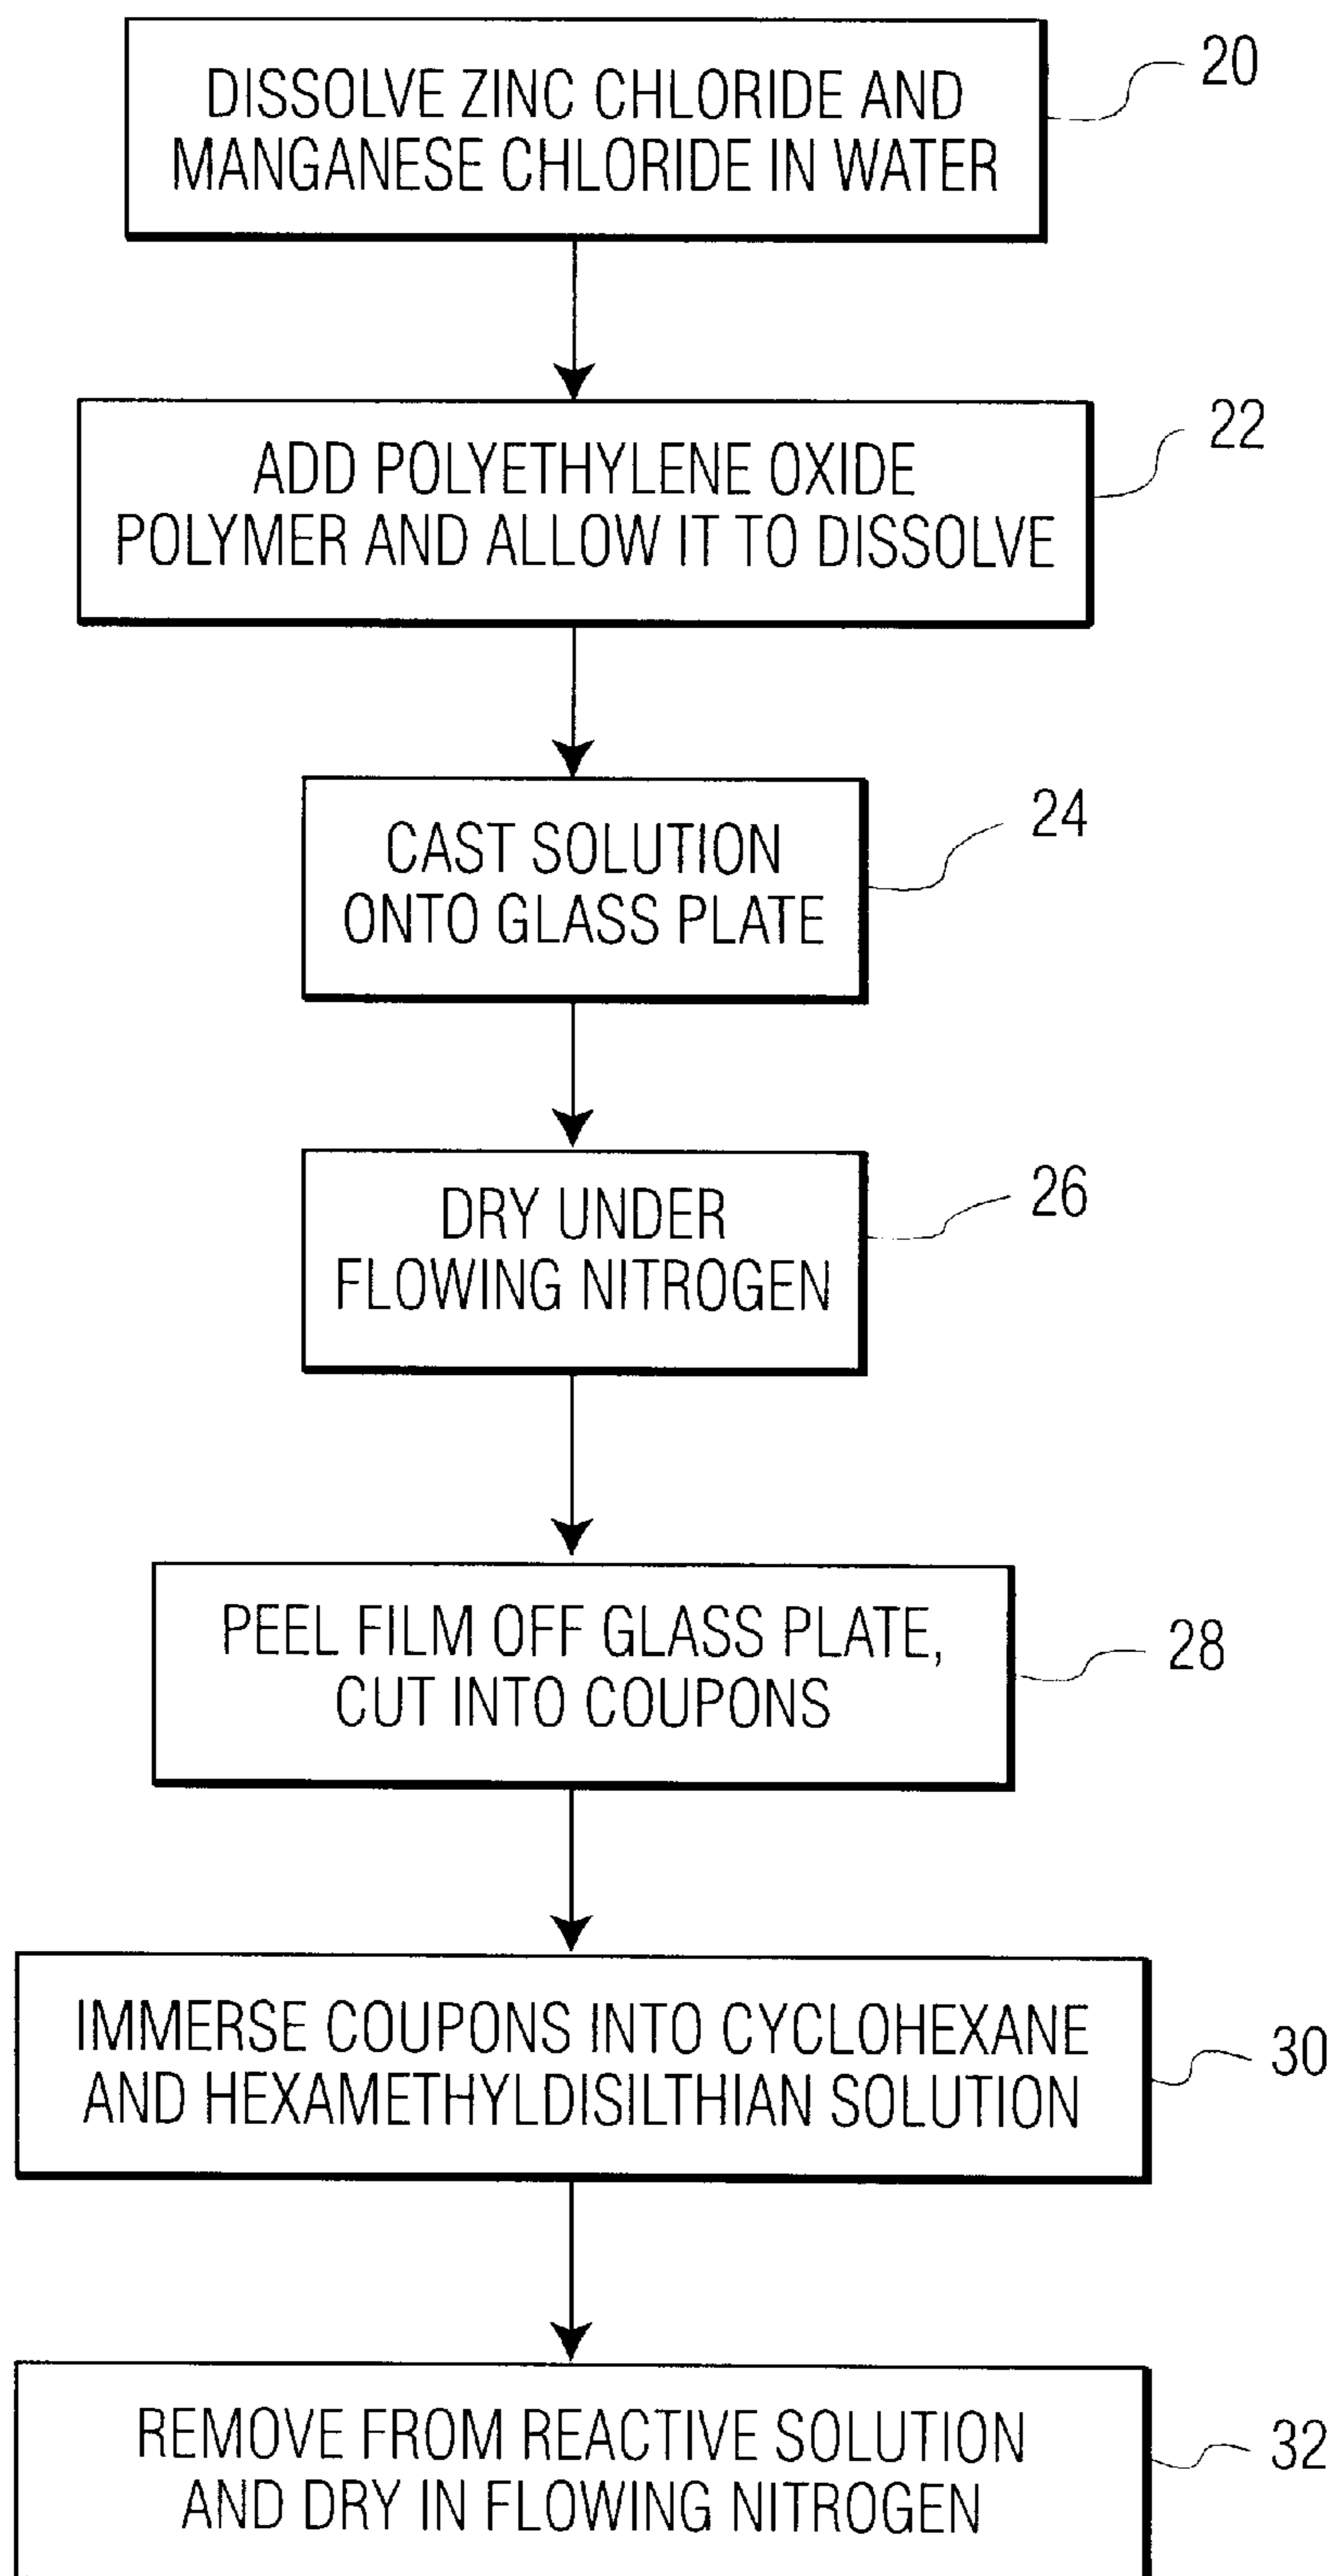 DISSOLVE ZINC CHLORIDE AND
MANGANESE CHLORIDE IN WATER
20
ADD POLYETHYLENE OXIDE
POLYMER AND ALLOW IT TO DISSOLVE
22
CAST SOLUTION
ONTO GLASS PLATE
24
DRY UNDER
FLOWING NITROGEN
26
PEEL FILM OFF GLASS PLATE,
CUT INTO COUPONS
28
IMMERSE COUPONS INTO CYCLOHEXANE
AND HEXAMETHYLDISILTHIAN SOLUTION
30
REMOVE FROM REACTIVE SOLUTION
AND DRY IN FLOWING NITROGEN
32